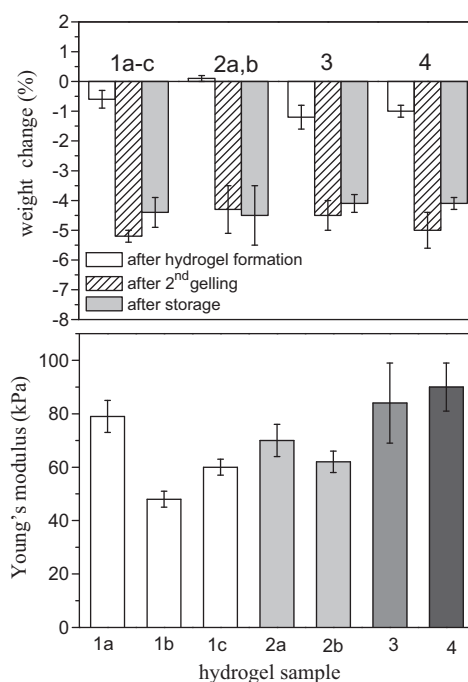 2
1
0
-1
-2
-3
-4
-5
-6
-7
-8
weight change (%)
1a-c 2a,b 3 4
after hydrogel formation
after 2nd gelling
after storage
100
80
60
40
20
0
Young's modulus (kPa)
1a 1b 1c 2a 2b 3 4
hydrogel sample